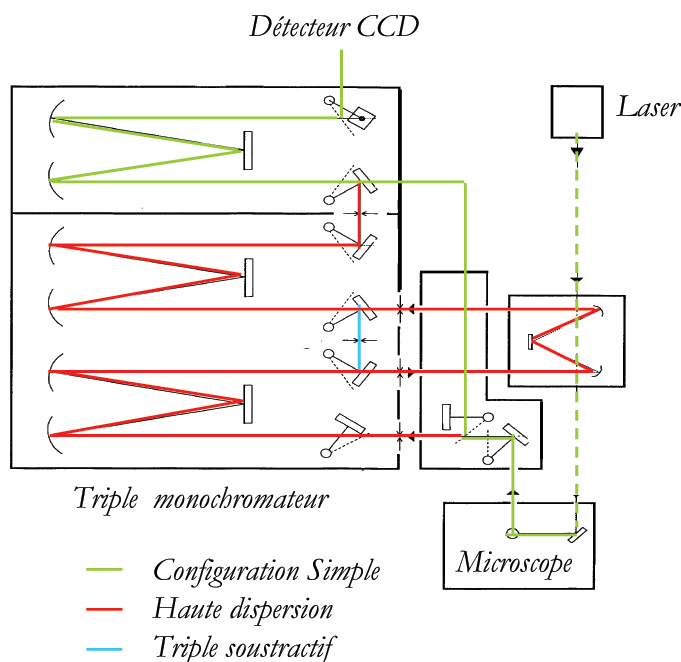 Détecteur CCD
Laser
Triple monochromateur
Microscope
Configuration Simple
Haute dispersion
Triple soustractif